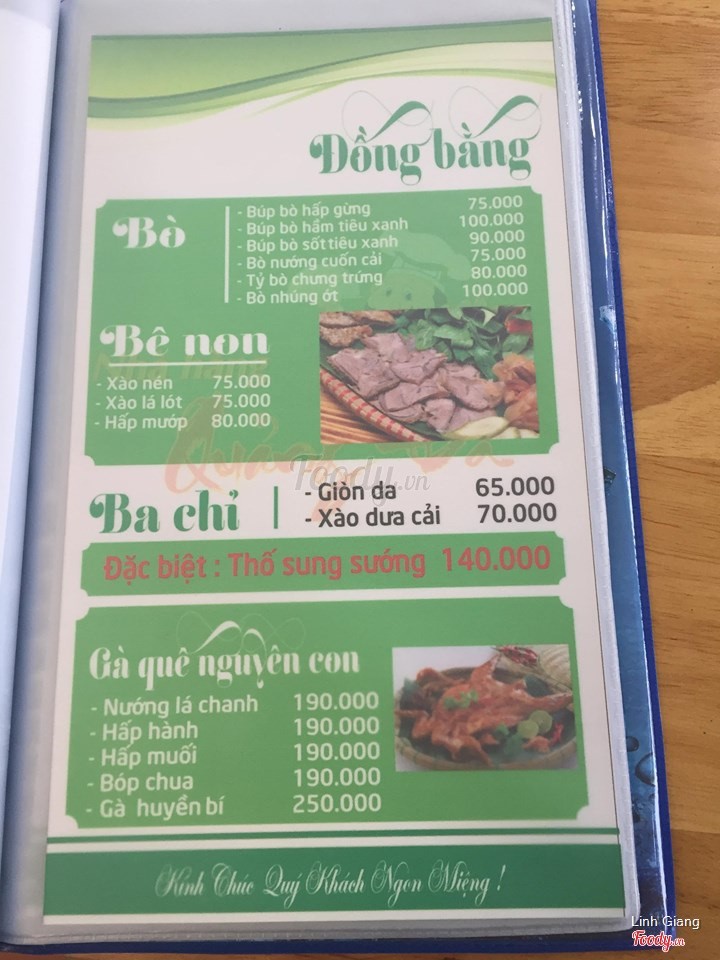 Đồng bằng
Bò
- Búp bò hấp gừng 75.000
- Búp bò hầm tiêu xanh 100.000
- Búp bò sốt tiêu xanh 90.000
- Bò nướng cuốn cải 75.000
- Tỷ bò chưng trứng 80.000
- Bò nhúng ớt 100.000
Bê non
- Xào nén 75.000
- Xào lá lót 75.000
- Hấp mướp 80.000
Foody.vn
Ba chỉ
- Giòn da 65.000
- Xào dưa cải 70.000
Đặc biệt : Thố sung sướng 140.000
Gà quê nguyên con
- Nướng lá chanh 190.000
- Hấp hành 190.000
- Hấp muối 190.000
- Bóp chua 190.000
- Gà huyền bí 250.000
Kính Chúc Quý Khách Ngon Miệng !
Linh Giang
Foody.vn